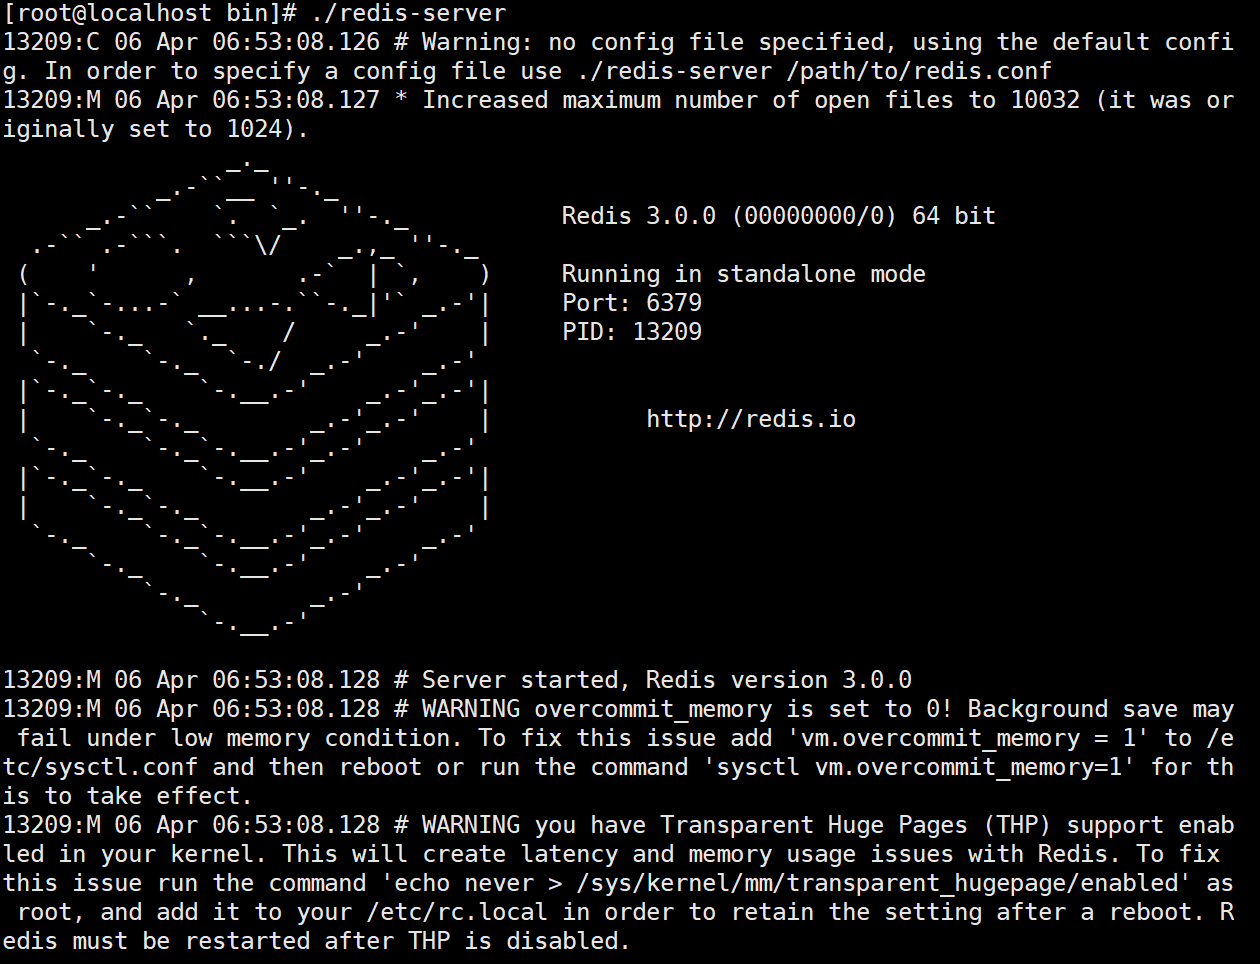 [root@localhost bin]# ./redis-server
13209:C 06 Apr 06:53:08.126 # Warning: no config file specified, using the default confi
g. In order to specify a config file use ./redis-server /path/to/redis.conf
13209:M 06 Apr 06:53:08.127 * Increased maximum number of open files to 10032 (it was or
iginally set to 1024).
Redis 3.0.0 (00000000/0) 64 bit
Running in standalone mode
Port: 6379
PID: 13209
http://redis.io
13209:M 06 Apr 06:53:08.128 # Server started, Redis version 3.0.0
13209:M 06 Apr 06:53:08.128 # WARNING overcommit_memory is set to 0! Background save may
 fail under low memory condition. To fix this issue add 'vm.overcommit_memory = 1' to /e
tc/sysctl.conf and then reboot or run the command 'sysctl vm.overcommit_memory=1' for th
is to take effect.
13209:M 06 Apr 06:53:08.128 # WARNING you have Transparent Huge Pages (THP) support enab
led in your kernel. This will create latency and memory usage issues with Redis. To fix
this issue run the command 'echo never > /sys/kernel/mm/transparent_hugepage/enabled' as
 root, and add it to your /etc/rc.local in order to retain the setting after a reboot. R
edis must be restarted after THP is disabled.